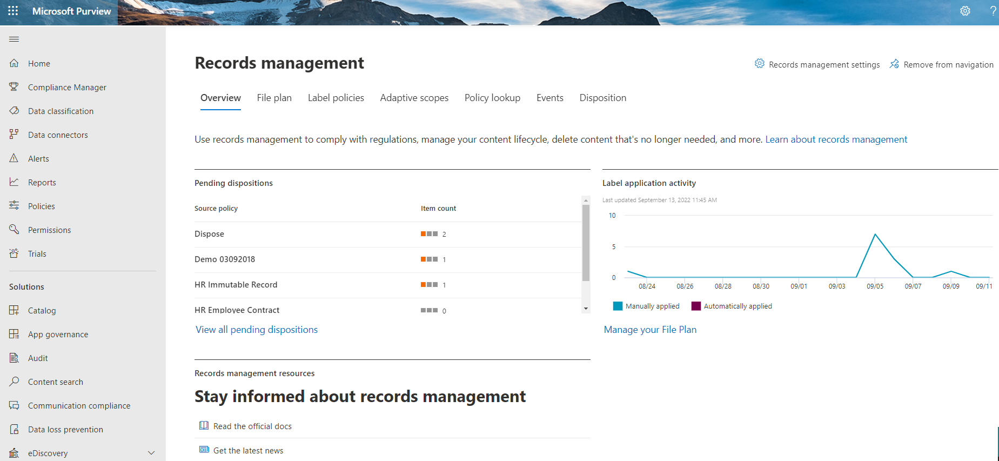 Microsoft Purview
?
Home
Compliance Manager
Data classification
Data connectors
Alerts
Reports
Policies
Permissions
Trials
Solutions
Catalog
App governance
Audit
Content search
Communication compliance
Data loss prevention
eDiscovery
Records management
Records management settings
Remove from navigation
Overview File plan Label policies Adaptive scopes Policy lookup Events Disposition
Use records management to comply with regulations, manage your content lifecycle, delete content that's no longer needed, and more. Learn about records management
Pending dispositions
Source policy Item count
Dispose 2
Demo 03092018 1
HR Immutable Record 1
HR Employee Contract 0
View all pending dispositions
Label application activity
Last updated September 13, 2022 11:45 AM
10
5
0
08/24 08/26 08/28 08/30 09/01 09/03 09/05 09/07 09/09 09/11
Manually applied Automatically applied
Manage your File Plan
Records management resources
Stay informed about records management
Read the official docs
Get the latest news